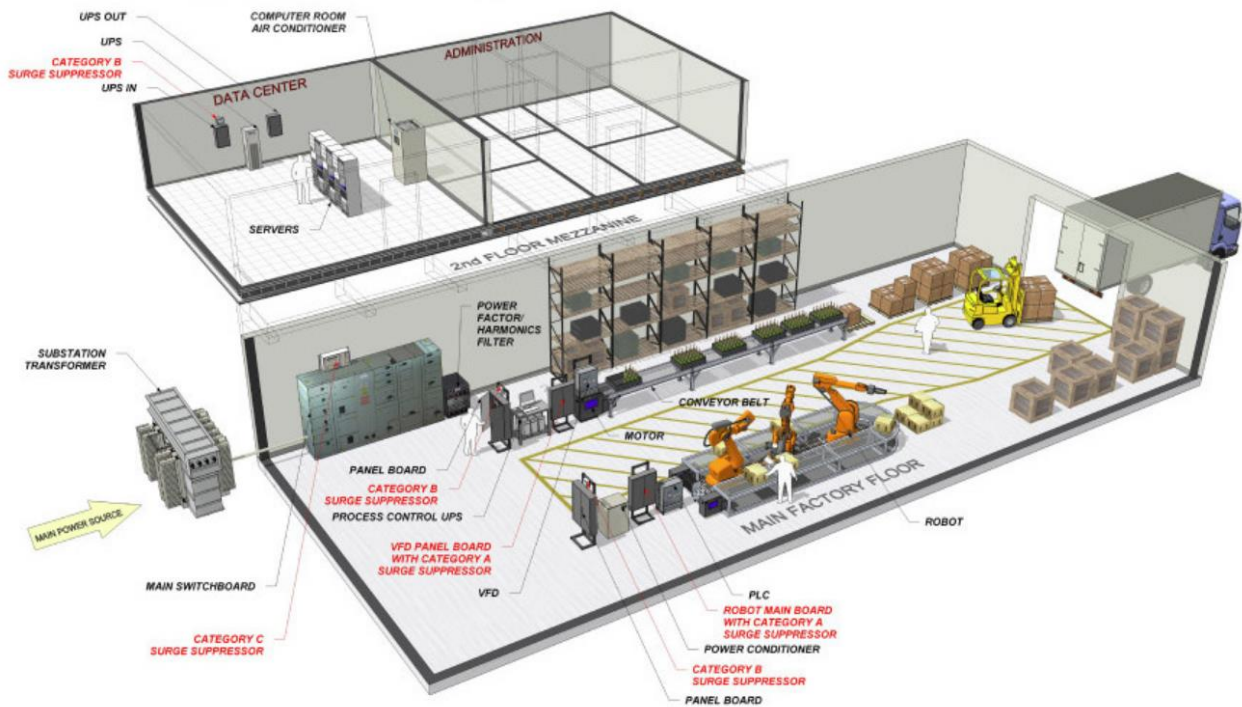 UPS OUT
UPS
CATEGORY B
SURGE SUPPRESSOR
UPS IN
COMPUTER ROOM
AIR CONDITIONER
DATA CENTER
ADMINISTRATION
SERVERS
2nd FLOOR MEZZANINE
POWER
FACTOR/
HARMONICS
FILTER
SUBSTATION
TRANSFORMER
MAIN POWER SOURCE
CONVEYOR BELT
MOTOR
PANEL BOARD
CATEGORY B
SURGE SUPPRESSOR
PROCESS CONTROL UPS
MAIN FACTORY FLOOR
ROBOT
VFD PANEL BOARD
WITH CATEGORY A
SURGE SUPPRESSOR
VFD
MAIN SWITCHBOARD
CATEGORY C
SURGE SUPPRESSOR
PLC
ROBOT MAIN BOARD
WITH CATEGORY A
SURGE SUPPRESSOR
POWER CONDITIONER
CATEGORY B
SURGE SUPPRESSOR
PANEL BOARD